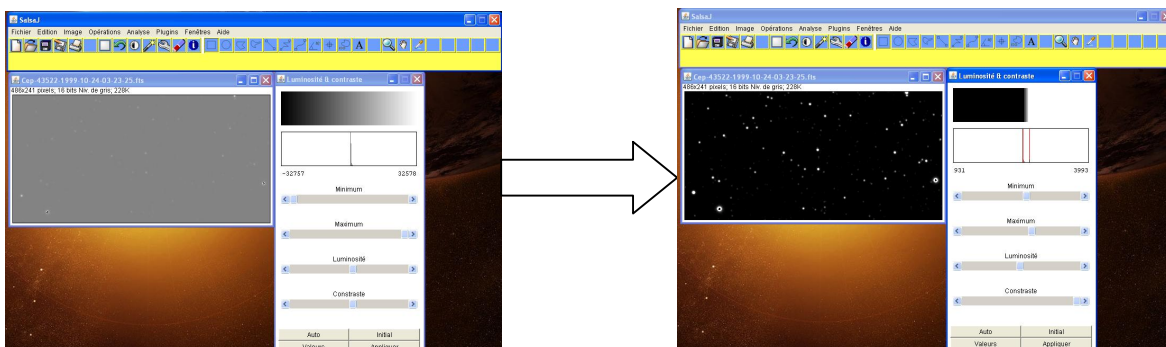 SalsaJ
Fichier Edition Image Opérations Analyse Plugins Fenêtres Aide
A
Cep-43522-1999-10-24-03-23-25.fts
486x241 pixels; 16 bits Niv. de gris; 228K
Luminosité & contraste
-32757 32578
Minimum
Maximum
Luminosité
Constraste
Auto Initial
Valeurs Appliquer
SalsaJ
Fichier Edition Image Opérations Analyse Plugins Fenêtres Aide
A
Cep-43522-1999-10-24-03-23-25.fts
486x241 pixels; 16 bits Niv. de gris; 228K
Luminosité & contraste
931 3993
Minimum
Maximum
Luminosité
Constraste
Auto Initial
Valeurs Appliquer